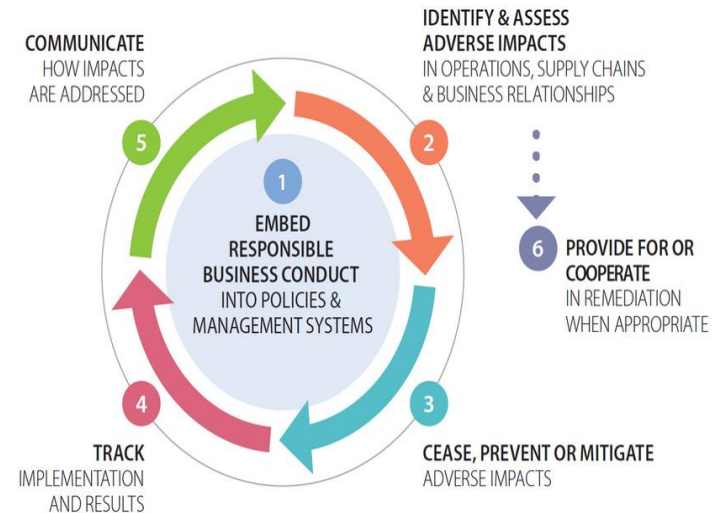 COMMUNICATE
HOW IMPACTS
ARE ADDRESSED
5
IDENTIFY & ASSESS
ADVERSE IMPACTS
IN OPERATIONS, SUPPLY CHAINS
& BUSINESS RELATIONSHIPS
2
1
EMBED
RESPONSIBLE
BUSINESS CONDUCT
INTO POLICIES &
MANAGEMENT SYSTEMS
6
PROVIDE FOR OR
COOPERATE
IN REMEDIATION
WHEN APPROPRIATE
4
TRACK
IMPLEMENTATION
AND RESULTS
3
CEASE, PREVENT OR MITIGATE
ADVERSE IMPACTS